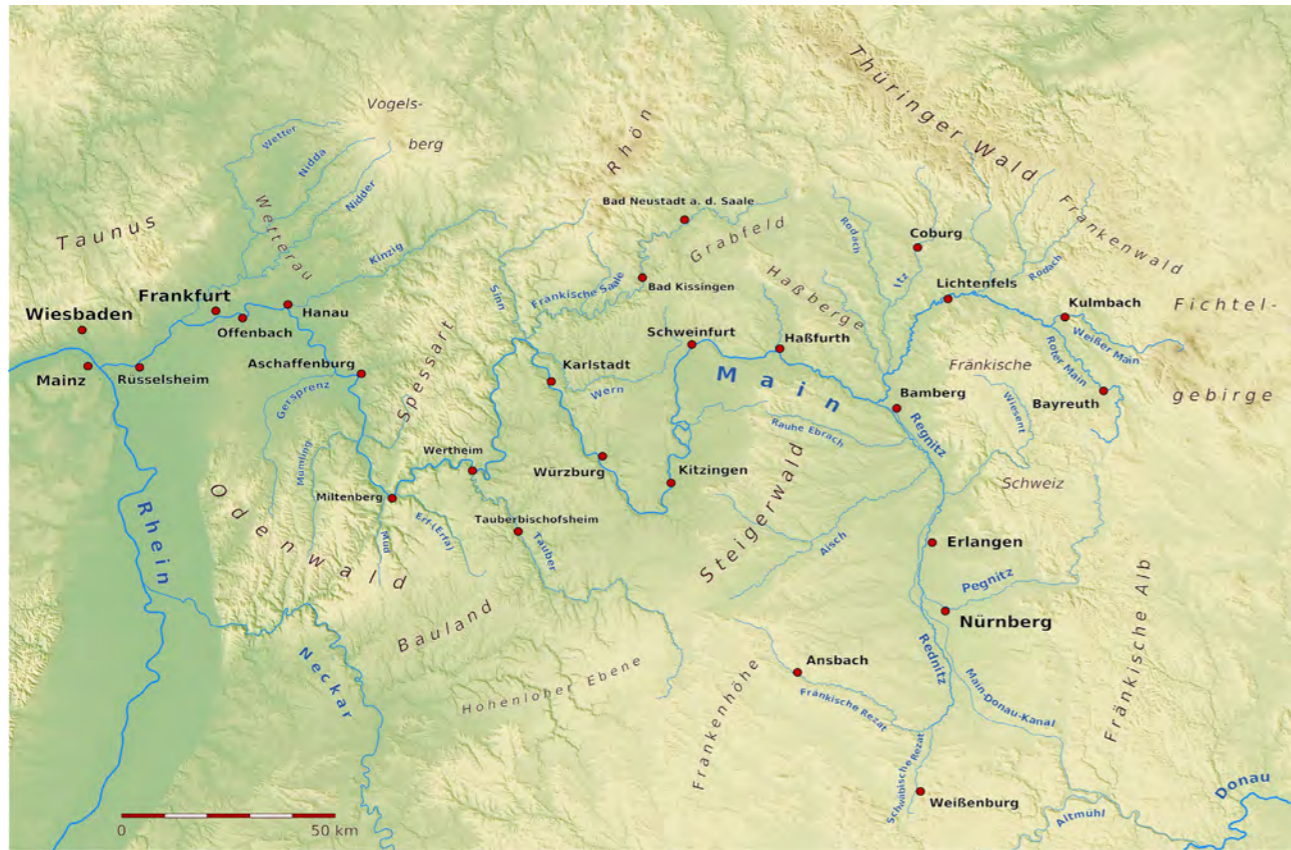 Thüringer Wald
Vogels-
berg
Wetter
Nidda
Nidder
Rhön
Bad Neustadt a. d. Saale
Grabfeld
Rodach
Coburg
Frankenwald
Taunus
Wetterau
Kinzig
Sinn
Fränkische Saale
Bad Kissingen
Haßberge
Itz
Rodach
Lichtenfels
Kulmbach
Fichtel-
gebirge
Wiesbaden
Frankfurt
Offenbach
Hanau
Mainz
Rüsselsheim
Aschaffenburg
Spessart
Karlstadt
Schweinfurt
Haßfurth
Weißer Main
Roter Main
Fränkische
Schweiz
Gersprenz
Wern
Main
Bamberg
Wiesent
Bayreuth
Regnitz
Rauhe Ebrach
Mümling
Wertheim
Würzburg
Kitzingen
Steigerwald
Rhein
Odenwald
Miltenberg
Mud
Erf (Erfa)
Tauberbischofsheim
Tauber
Aisch
Erlangen
Pegnitz
Nürnberg
Fränkische Alb
Bauland
Neckar
Hohenloher Ebene
Frankenhöhe
Ansbach
Fränkische Rezat
Rednitz
Main-Donau-Kanal
Schwäbische Rezat
Weißenburg
Altmühl
Donau
0
50 km